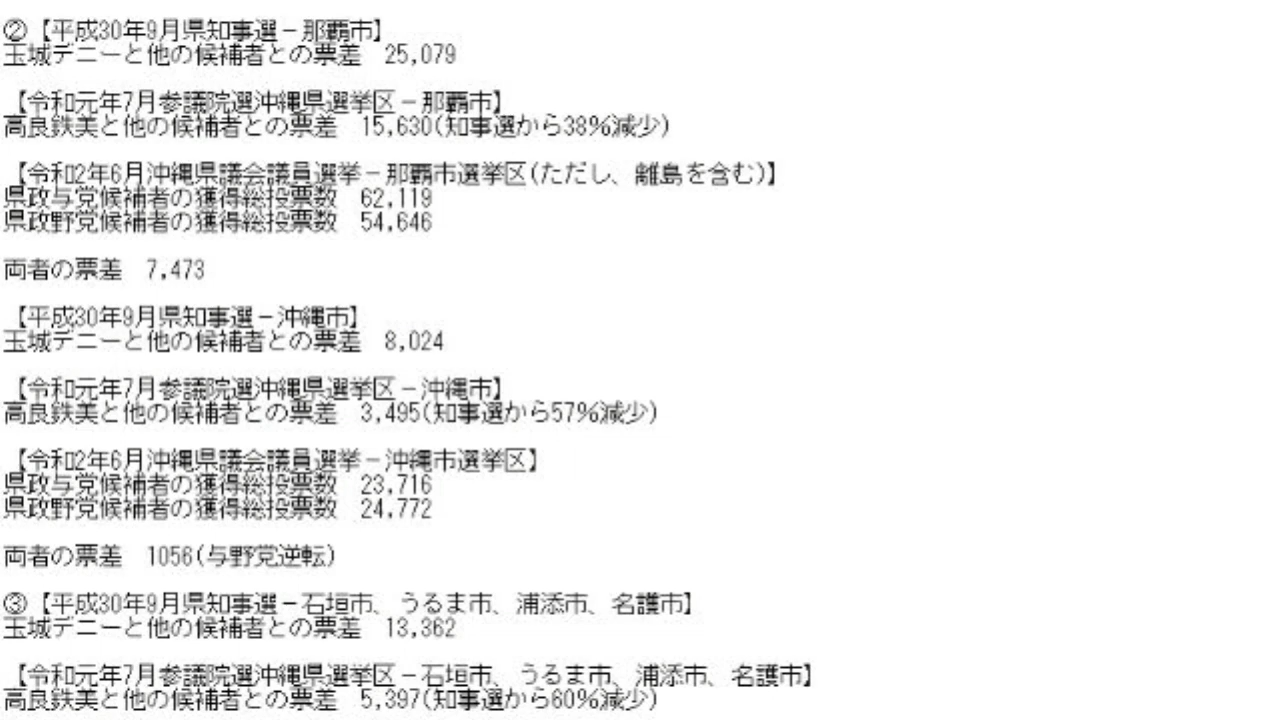 ②【平成30年9月県知事選－那覇市】
玉城デニーと他の候補者との票差　25,079
【令和元年7月参議院選沖縄県選挙区－那覇市】
高良鉄美と他の候補者との票差　15,630(知事選から38%減少)
【令和2年6月沖縄県議会議員選挙－那覇市選挙区(ただし、離島を含む)】
県政与党候補者の獲得総投票数　62,119
県政野党候補者の獲得総投票数　54,646
両者の票差　7,473
【平成30年9月県知事選－沖縄市】
玉城デニーと他の候補者との票差　8,024
【令和元年7月参議院選沖縄県選挙区－沖縄市】
高良鉄美と他の候補者との票差　3,495(知事選から57%減少)
【令和2年6月沖縄県議会議員選挙－沖縄市選挙区】
県政与党候補者の獲得総投票数　23,716
県政野党候補者の獲得総投票数　24,772
両者の票差　1056(与野党逆転)
③【平成30年9月県知事選－石垣市、うるま市、浦添市、名護市】
玉城デニーと他の候補者との票差　13,362
【令和元年7月参議院選沖縄県選挙区－石垣市、うるま市、浦添市、名護市】
高良鉄美と他の候補者との票差　5,397(知事選から60%減少)